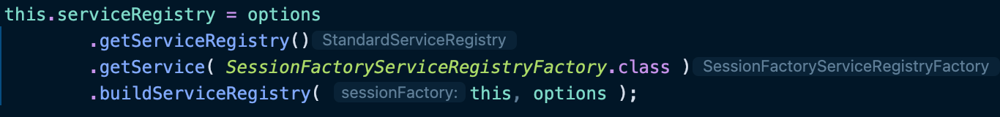 this.serviceRegistry = options
.getServiceRegistry() StandardServiceRegistry
.getService( SessionFactoryServiceRegistryFactory.class ) SessionFactoryServiceRegistryFactory
.buildServiceRegistry( sessionFactory: this, options );